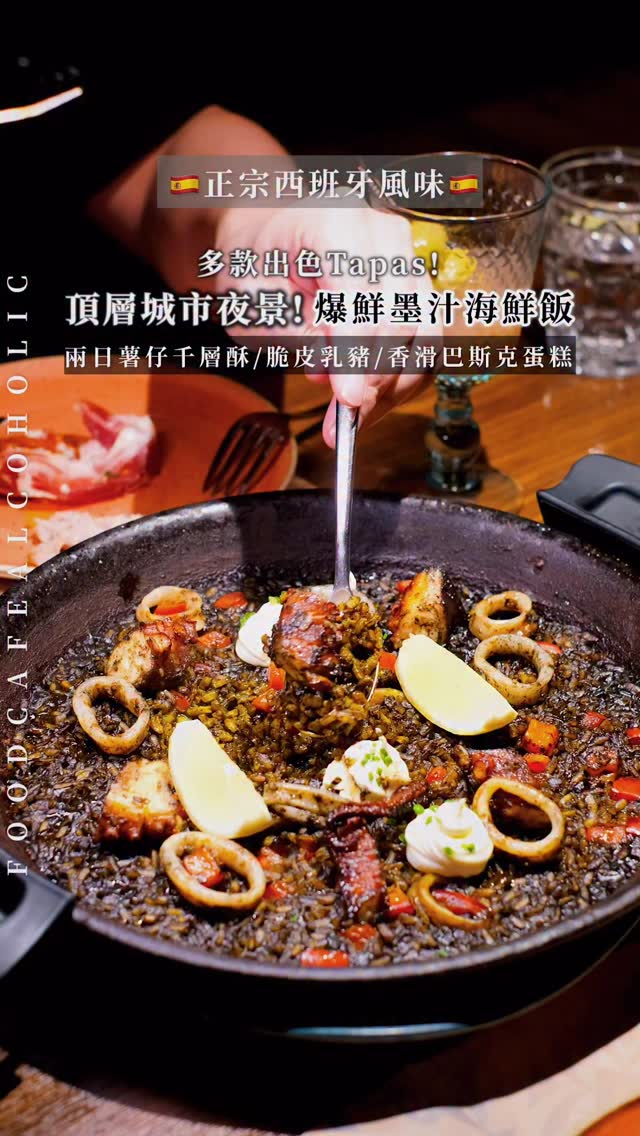 🇪🇸正宗西班牙風味🇪🇸
多款出色Tapas!
頂層城市夜景! 爆鮮墨汁海鮮飯
兩日薯仔千層酥/脆皮乳豬/香滑巴斯克蛋糕
FOODCAFEALCOHOLIC